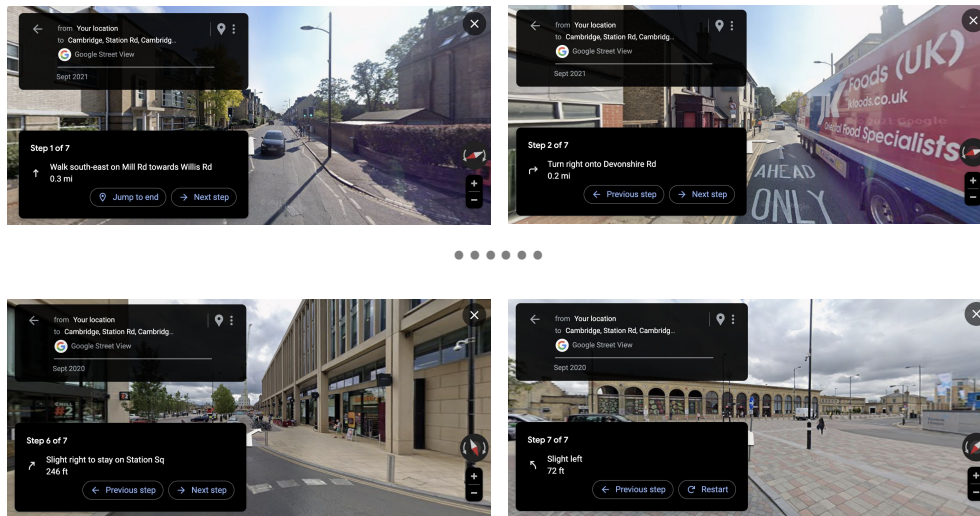 from Your location
to Cambridge, Station Rd, Cambridg...
Google Street View
Sept 2021
Step 1 of 7
Walk south-east on Mill Rd towards Willis Rd
0.3 mi
Jump to end
Next step
from Your location
to Cambridge, Station Rd, Cambridg...
Google Street View
Sept 2021
Step 2 of 7
Turn right onto Devonshire Rd
0.2 mi
Previous step
Next step
Foods (UK)
kfoods.co.uk
Oriental Food Specialists
AHEAD
ONLY
from Your location
to Cambridge, Station Rd, Cambridg...
Google Street View
Sept 2020
#2
Step 6 of 7
Slight right to stay on Station Sq
246 ft
Previous step
Next step
from Your location
to Cambridge, Station Rd, Cambridg...
Google Street View
Sept 2020
Step 7 of 7
Slight left
72 ft
Previous step
Restart